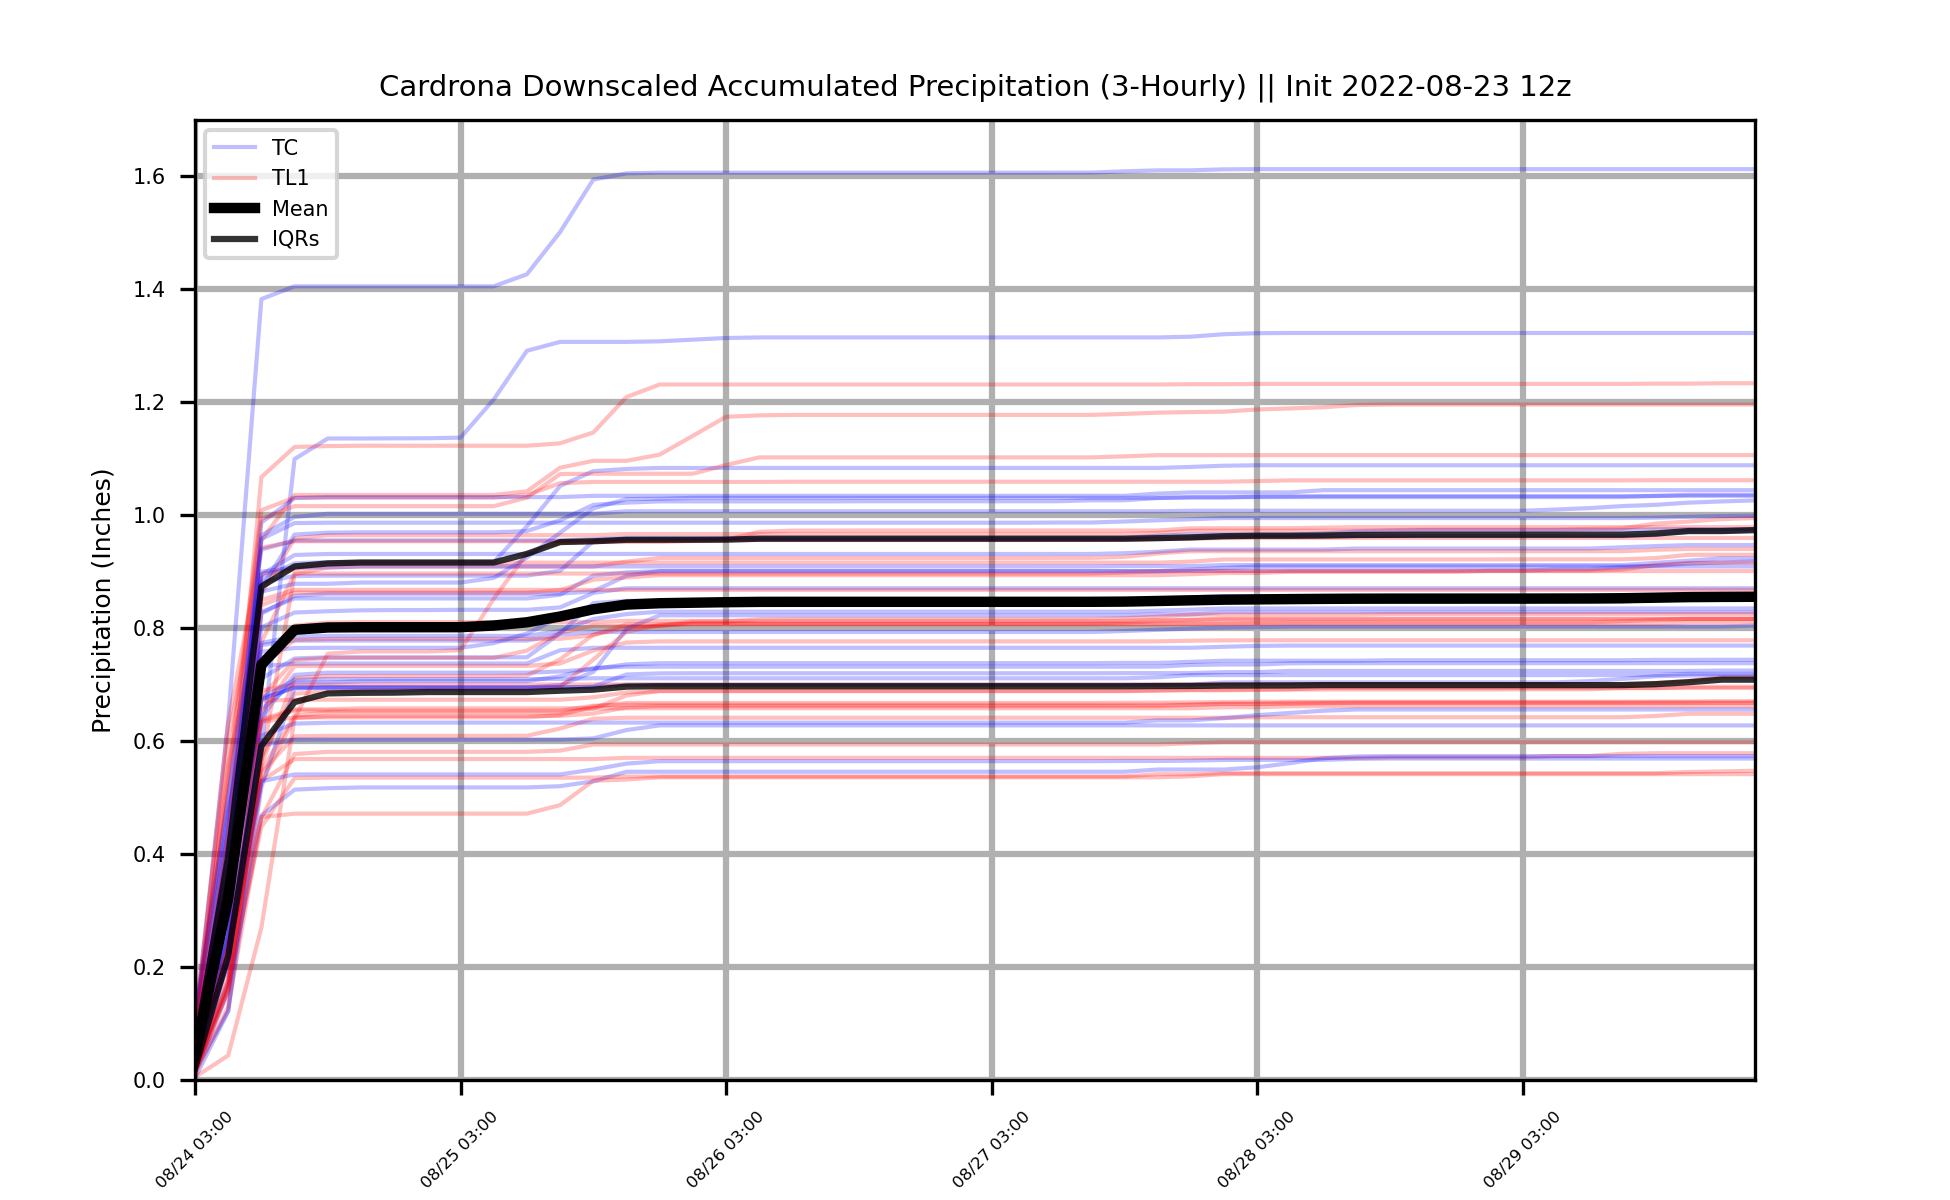 Cardrona Downscaled Accumulated Precipitation (3-Hourly) || Init 2022-08-23 12z
TC
TL1
Mean
IQRs
Precipitation (Inches)
1.6
1.4
1.2
1.0
0.8
0.6
0.4
0.2
0.0
08/24 03:00
08/25 03:00
08/26 03:00
08/27 03:00
08/28 03:00
08/29 03:00